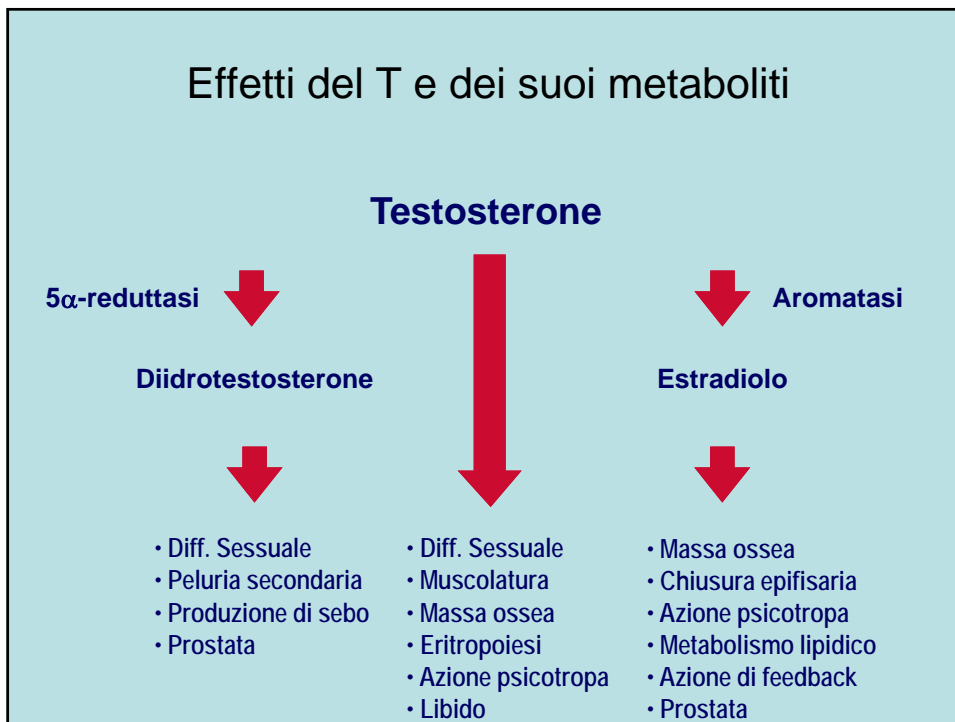 Effetti del T e dei suoi metaboliti
Testosterone
5α-reduttasi
Aromatasi
Diidrotestosterone
Estradiolo
• Diff. Sessuale
• Peluria secondaria
• Produzione di sebo
• Prostata
• Diff. Sessuale
• Muscolatura
• Massa ossea
• Eritropoiesi
• Azione psicotropa
• Libido
• Massa ossea
• Chiusura epifisaria
• Azione psicotropa
• Metabolismo lipidico
• Azione di feedback
• Prostata